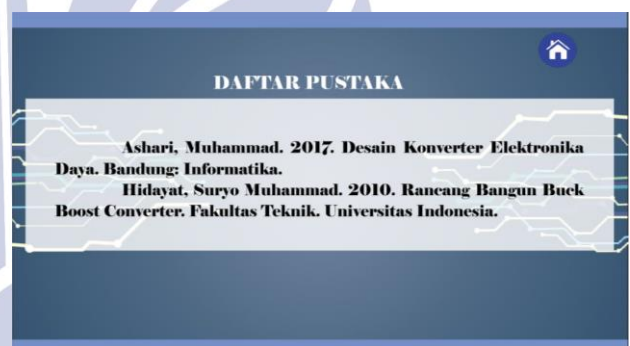 DAFTAR PUSTAKA
Ashari, Muhammad. 2017. Desain Konverter Elektronika
Daya. Bandung: Informatika.
Hidayat, Suryo Muhammad. 2010. Rancang Bangun Buck
Boost Converter. Fakultas Teknik. Universitas Indonesia.